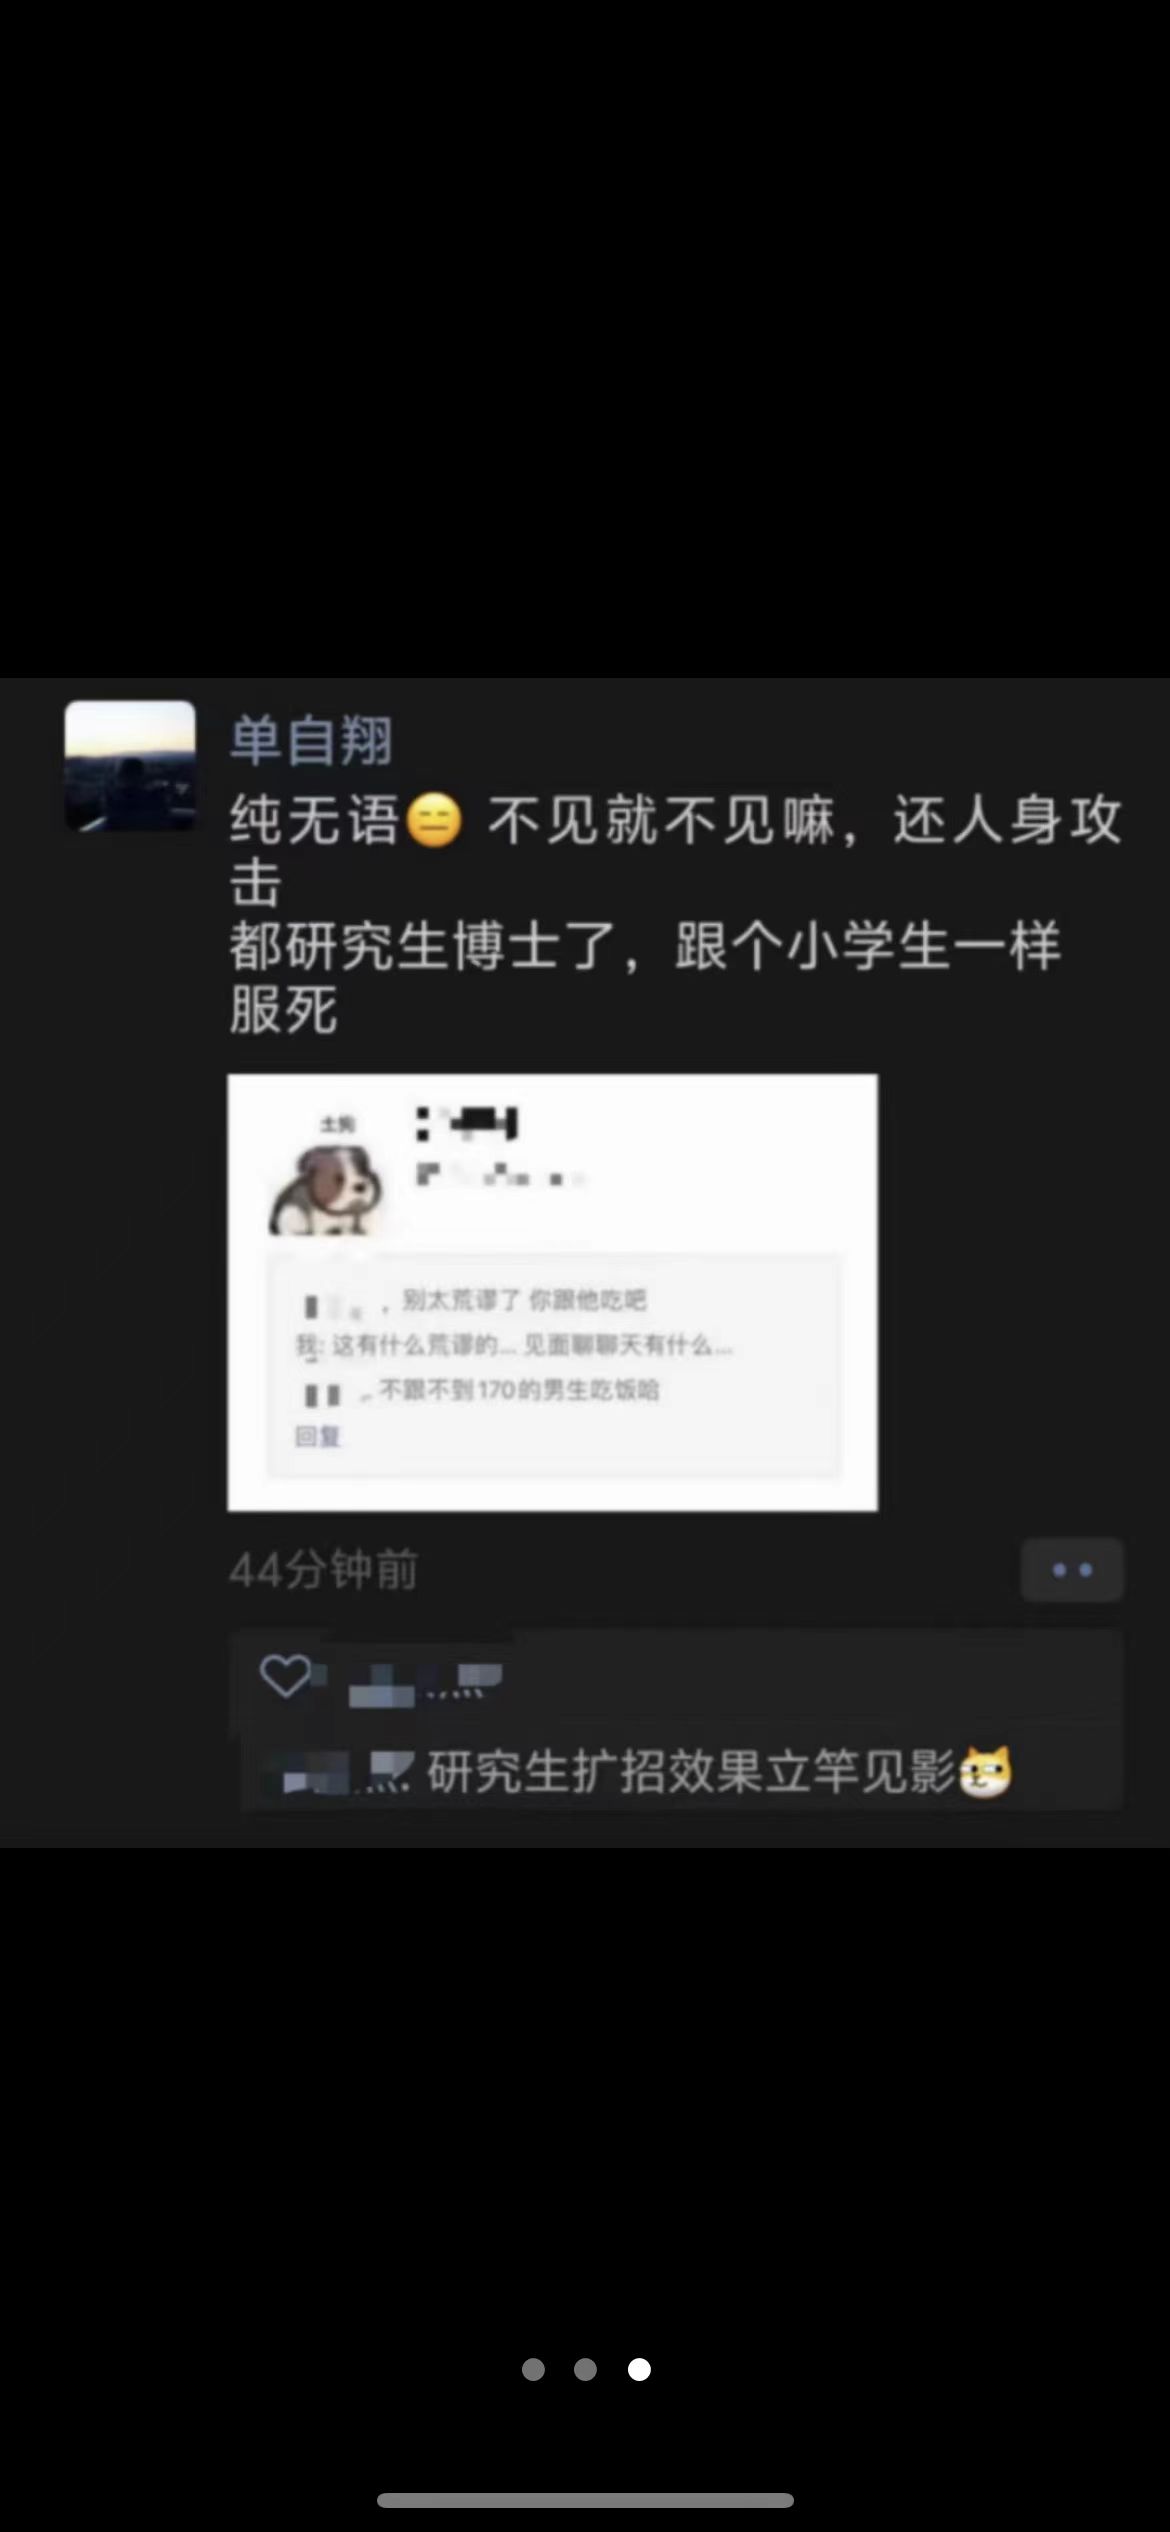 单自翔
纯无语😑 不见就不见嘛，还人身攻
击
都研究生博士了，跟个小学生一样
服死
土狗
，别太荒谬了 你跟他吃吧
我: 这有什么荒谬的... 见面聊聊天有什么...
不跟不到170的男生吃饭哈
回复
44分钟前
研究生扩招效果立竿见影